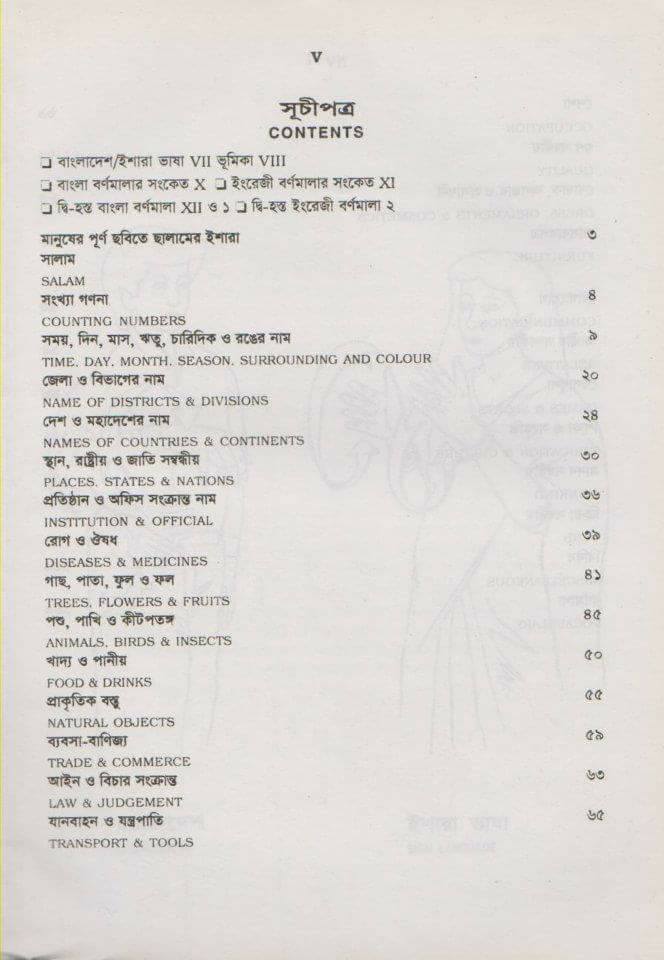 V
সূচীপত্র
CONTENTS
❑ বাংলাদেশ/ইশারা ভাষা VII ভূমিকা VIII
❑ বাংলা বর্ণমালার সংকেত X ❑ ইংরেজী বর্ণমালার সংকেত XI
❑ দ্বি-হস্ত বাংলা বর্ণমালা XII ও ১ ❑ দ্বি-হস্ত ইংরেজী বর্ণমালা ২
মানুষের পূর্ণ ছবিতে ছালামের ইশারা ৩
সালাম
SALAM
সংখ্যা গণনা ৪
COUNTING NUMBERS
সময়, দিন, মাস, ঋতু, চারিদিক ও রঙের নাম ৯
TIME, DAY, MONTH, SEASON, SURROUNDING AND COLOUR
জেলা ও বিভাগের নাম ২০
NAME OF DISTRICTS & DIVISIONS
দেশ ও মহাদেশের নাম ২৪
NAMES OF COUNTRIES & CONTINENTS
স্থান, রাষ্ট্রীয় ও জাতি সম্বন্ধীয় ৩০
PLACES, STATES & NATIONS
প্রতিষ্ঠান ও অফিস সংক্রান্ত নাম ৩৬
INSTITUTION & OFFICIAL
রোগ ও ঔষধ ৩৯
DISEASES & MEDICINES
গাছ, পাতা, ফুল ও ফল ৪১
TREES, FLOWERS & FRUITS
পশু, পাখি ও কীটপতঙ্গ ৪৫
ANIMALS, BIRDS & INSECTS
খাদ্য ও পানীয় ৫০
FOOD & DRINKS
প্রাকৃতিক বস্তু ৫৫
NATURAL OBJECTS
ব্যবসা-বাণিজ্য ৫৯
TRADE & COMMERCE
আইন ও বিচার সংক্রান্ত ৬৩
LAW & JUDGEMENT
যানবাহন ও যন্ত্রপাতি ৬৫
TRANSPORT & TOOLS